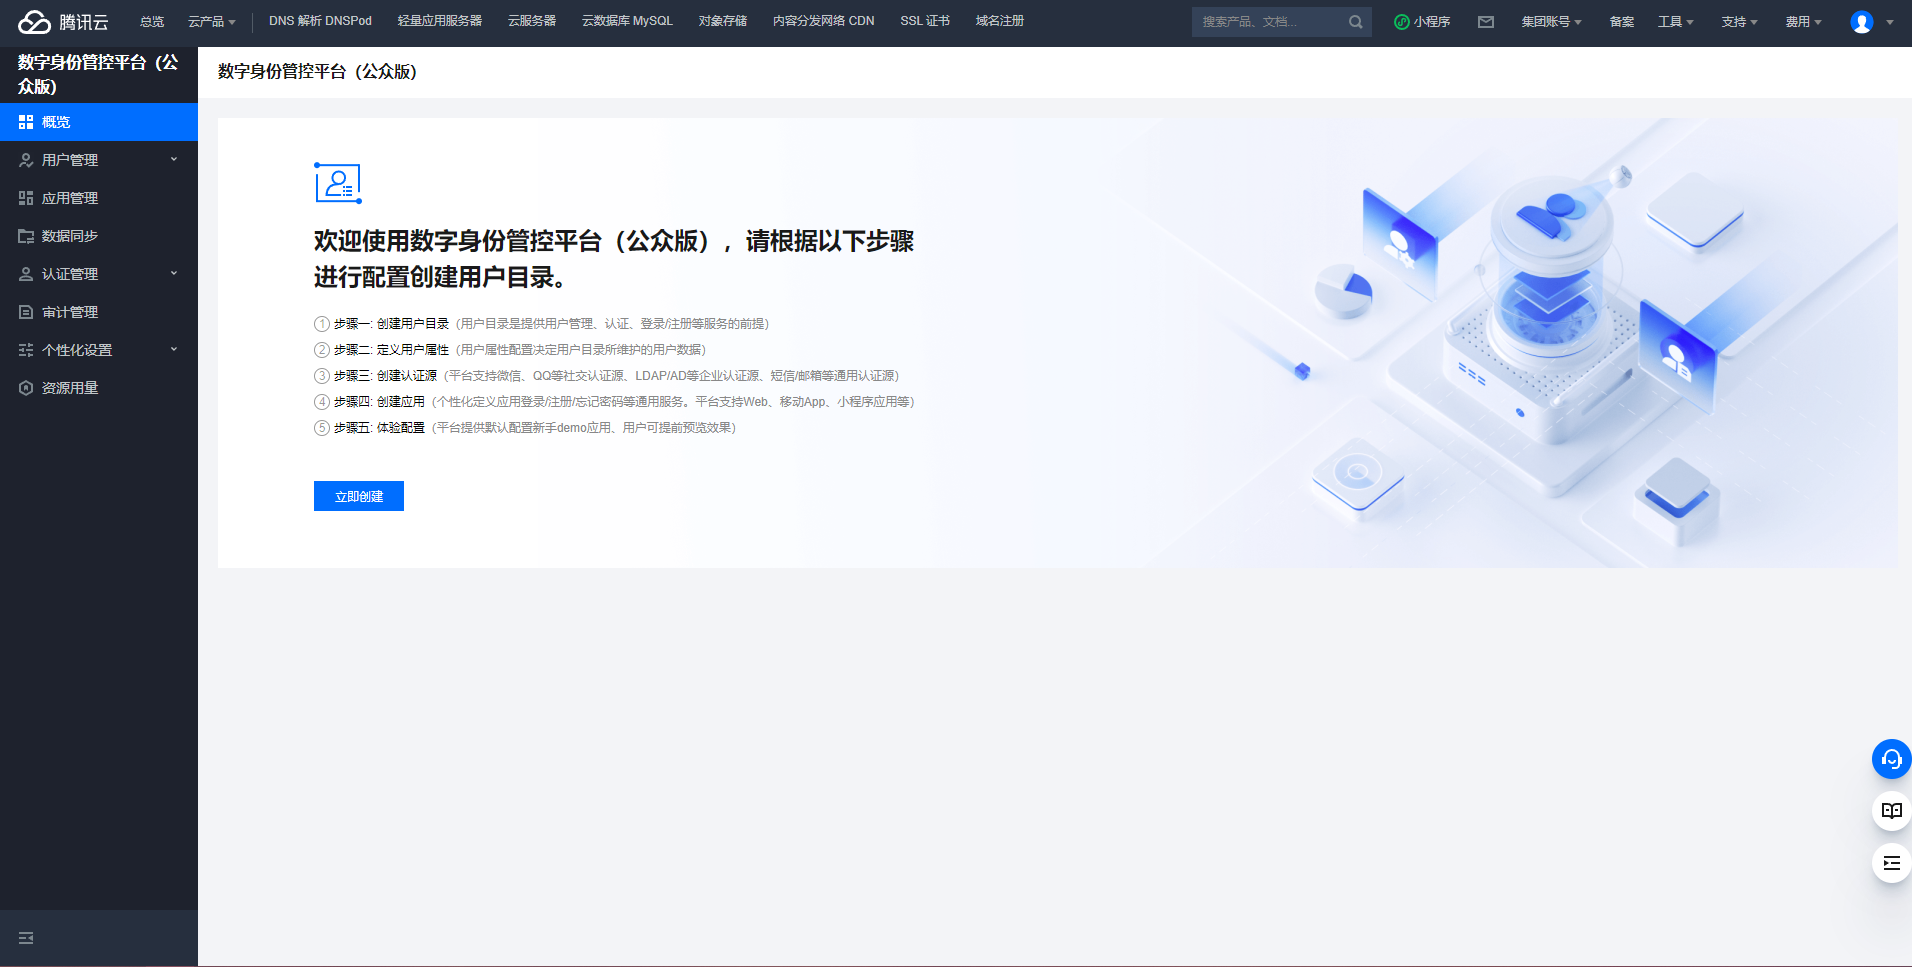 腾讯云
总览
云产品
DNS 解析 DNSPod
轻量应用服务器
云服务器
云数据库 MySQL
对象存储
内容分发网络 CDN
SSL 证书
域名注册
搜索产品、文档...
小程序
集团账号
备案
工具
支持
费用
数字身份管控平台（公
众版)
概览
用户管理
应用管理
数据同步
认证管理
审计管理
个性化设置
资源用量
数字身份管控平台（公众版)
欢迎使用数字身份管控平台（公众版），请根据以下步骤
进行配置创建用户目录。
1 步骤一: 创建用户目录（用户目录是提供用户管理、认证、登录/注册等服务的前提）
2 步骤二: 定义用户属性（用户属性配置决定用户目录所维护的用户数据）
3 步骤三: 创建认证源（平台支持微信、QQ等社交认证源、LDAP/AD等企业认证源、短信/邮箱等通用认证源）
4 步骤四: 创建应用（个性化定义应用登录/注册/忘记密码等通用服务。平台支持Web、移动App、小程序应用等）
5 步骤五: 体验配置（平台提供默认配置新手demo应用、用户可提前预览效果）
立即创建